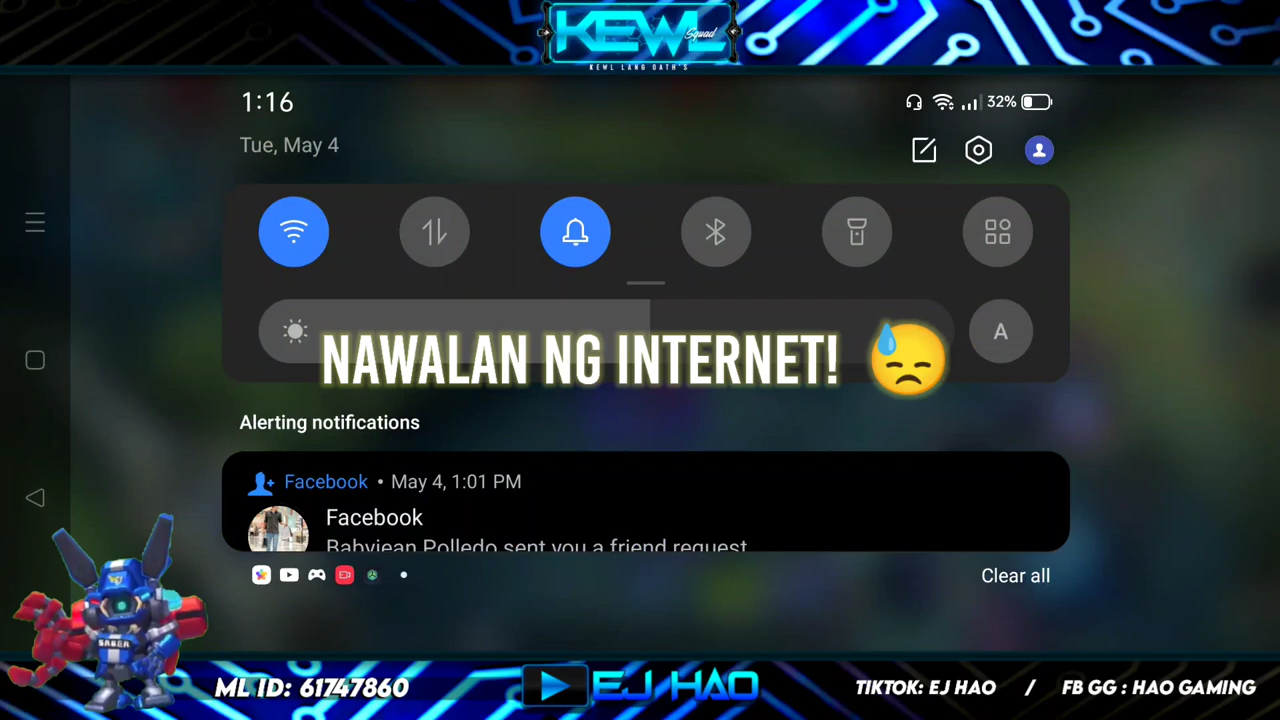 KEWL
Squad
KEWL LANG OATH'S
1:16
32%
Tue, May 4
A
NAWALAN NG INTERNET! 😓
Alerting notifications
Facebook • May 4, 1:01 PM
Facebook
Babyjean Polledo sent you a friend request
Clear all
SABER
ML ID: 61747860
EJ HAO
TIKTOK: EJ HAO / FB GG : HAO GAMING